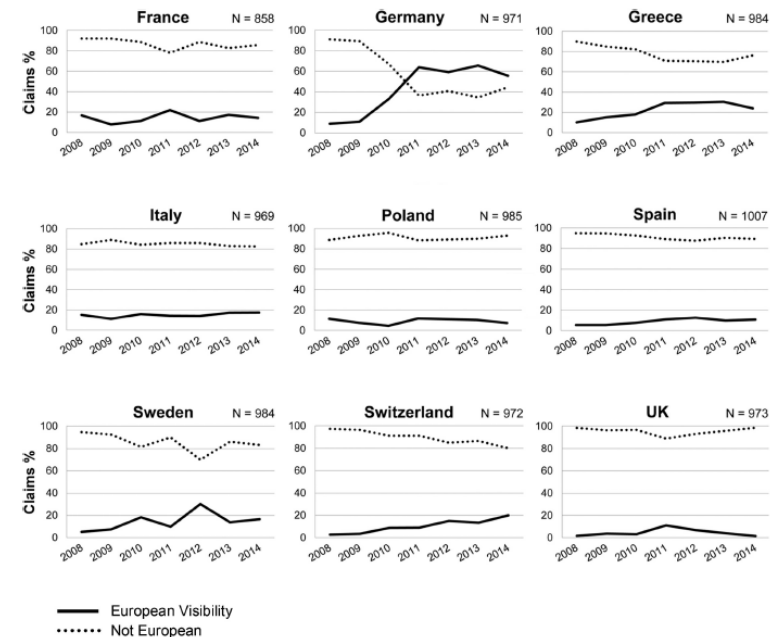 France N = 858
Germany N = 971
Greece N = 984
Claims %
100
80
60
40
20
0
2008 2009 2010 2011 2012 2013 2014
100
80
60
40
20
0
2008 2009 2010 2011 2012 2013 2014
100
80
60
40
20
0
2008 2009 2010 2011 2012 2013 2014
Italy N = 969
Poland N = 985
Spain N = 1007
100
80
60
40
20
0
2008 2009 2010 2011 2012 2013 2014
100
80
60
40
20
0
2008 2009 2010 2011 2012 2013 2014
100
80
60
40
20
0
2008 2009 2010 2011 2012 2013 2014
Sweden N = 984
Switzerland N = 972
UK N = 973
Claims %
100
80
60
40
20
0
2008 2009 2010 2011 2012 2013 2014
100
80
60
40
20
0
2008 2009 2010 2011 2012 2013 2014
100
80
60
40
20
0
2008 2009 2010 2011 2012 2013 2014
European Visibility
Not European